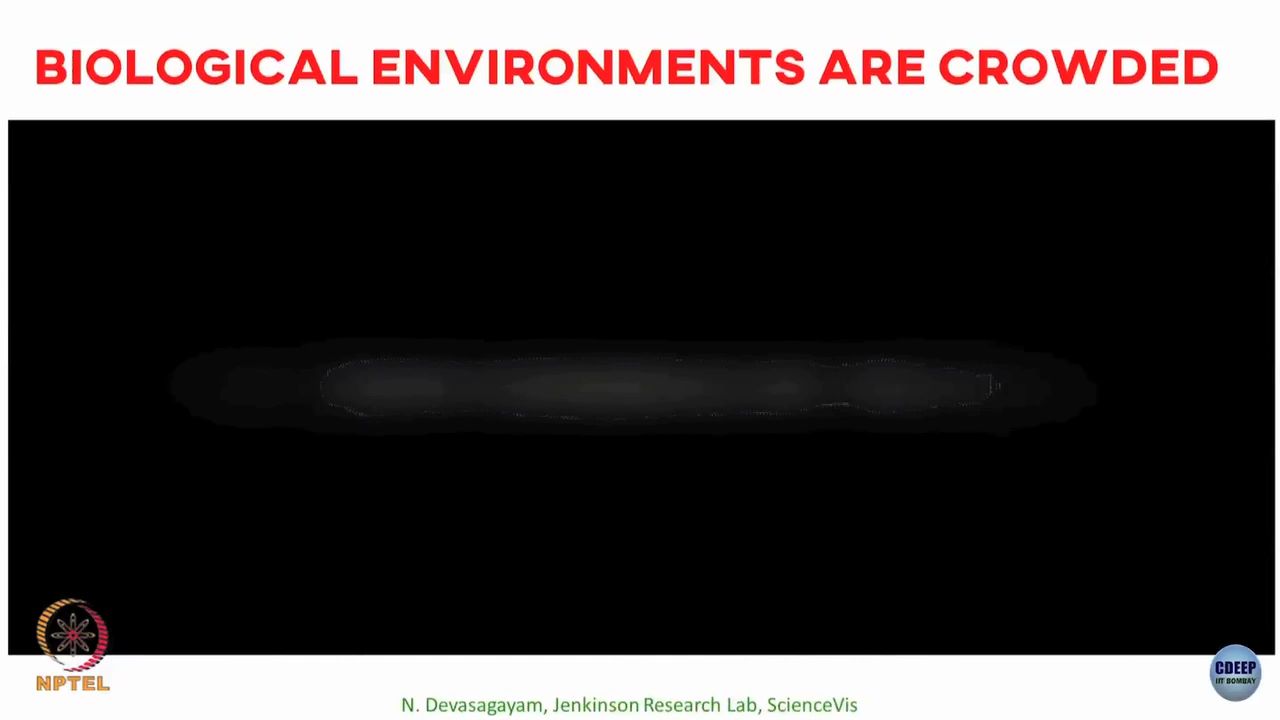 BIOLOGICAL ENVIRONMENTS ARE CROWDED
NPTEL
CDEEP
IIT BOMBAY
N. Devasagayam, Jenkinson Research Lab, ScienceVis